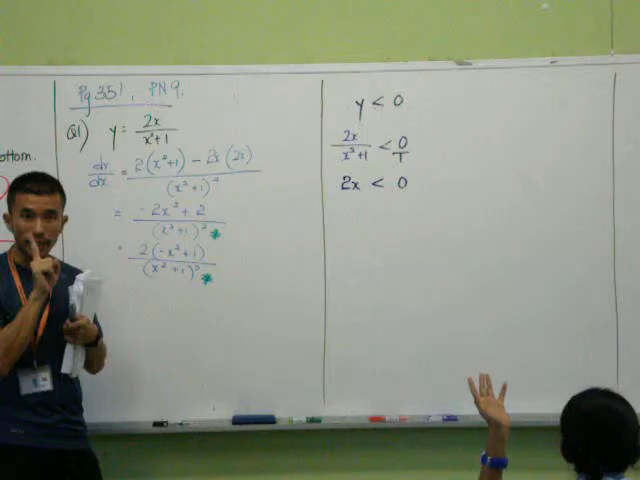 Pg 351, PN 9.
Q1) y = 2x / x²+1
dy/dx = 2(x²+1) - 2x(2x) / (x²+1)²
= -2x² + 2 / (x²+1)² *
= 2(-x²+1) / (x²+1)² *
ottom.
y < 0
2x / x²+1 < 0 / 1
2x < 0